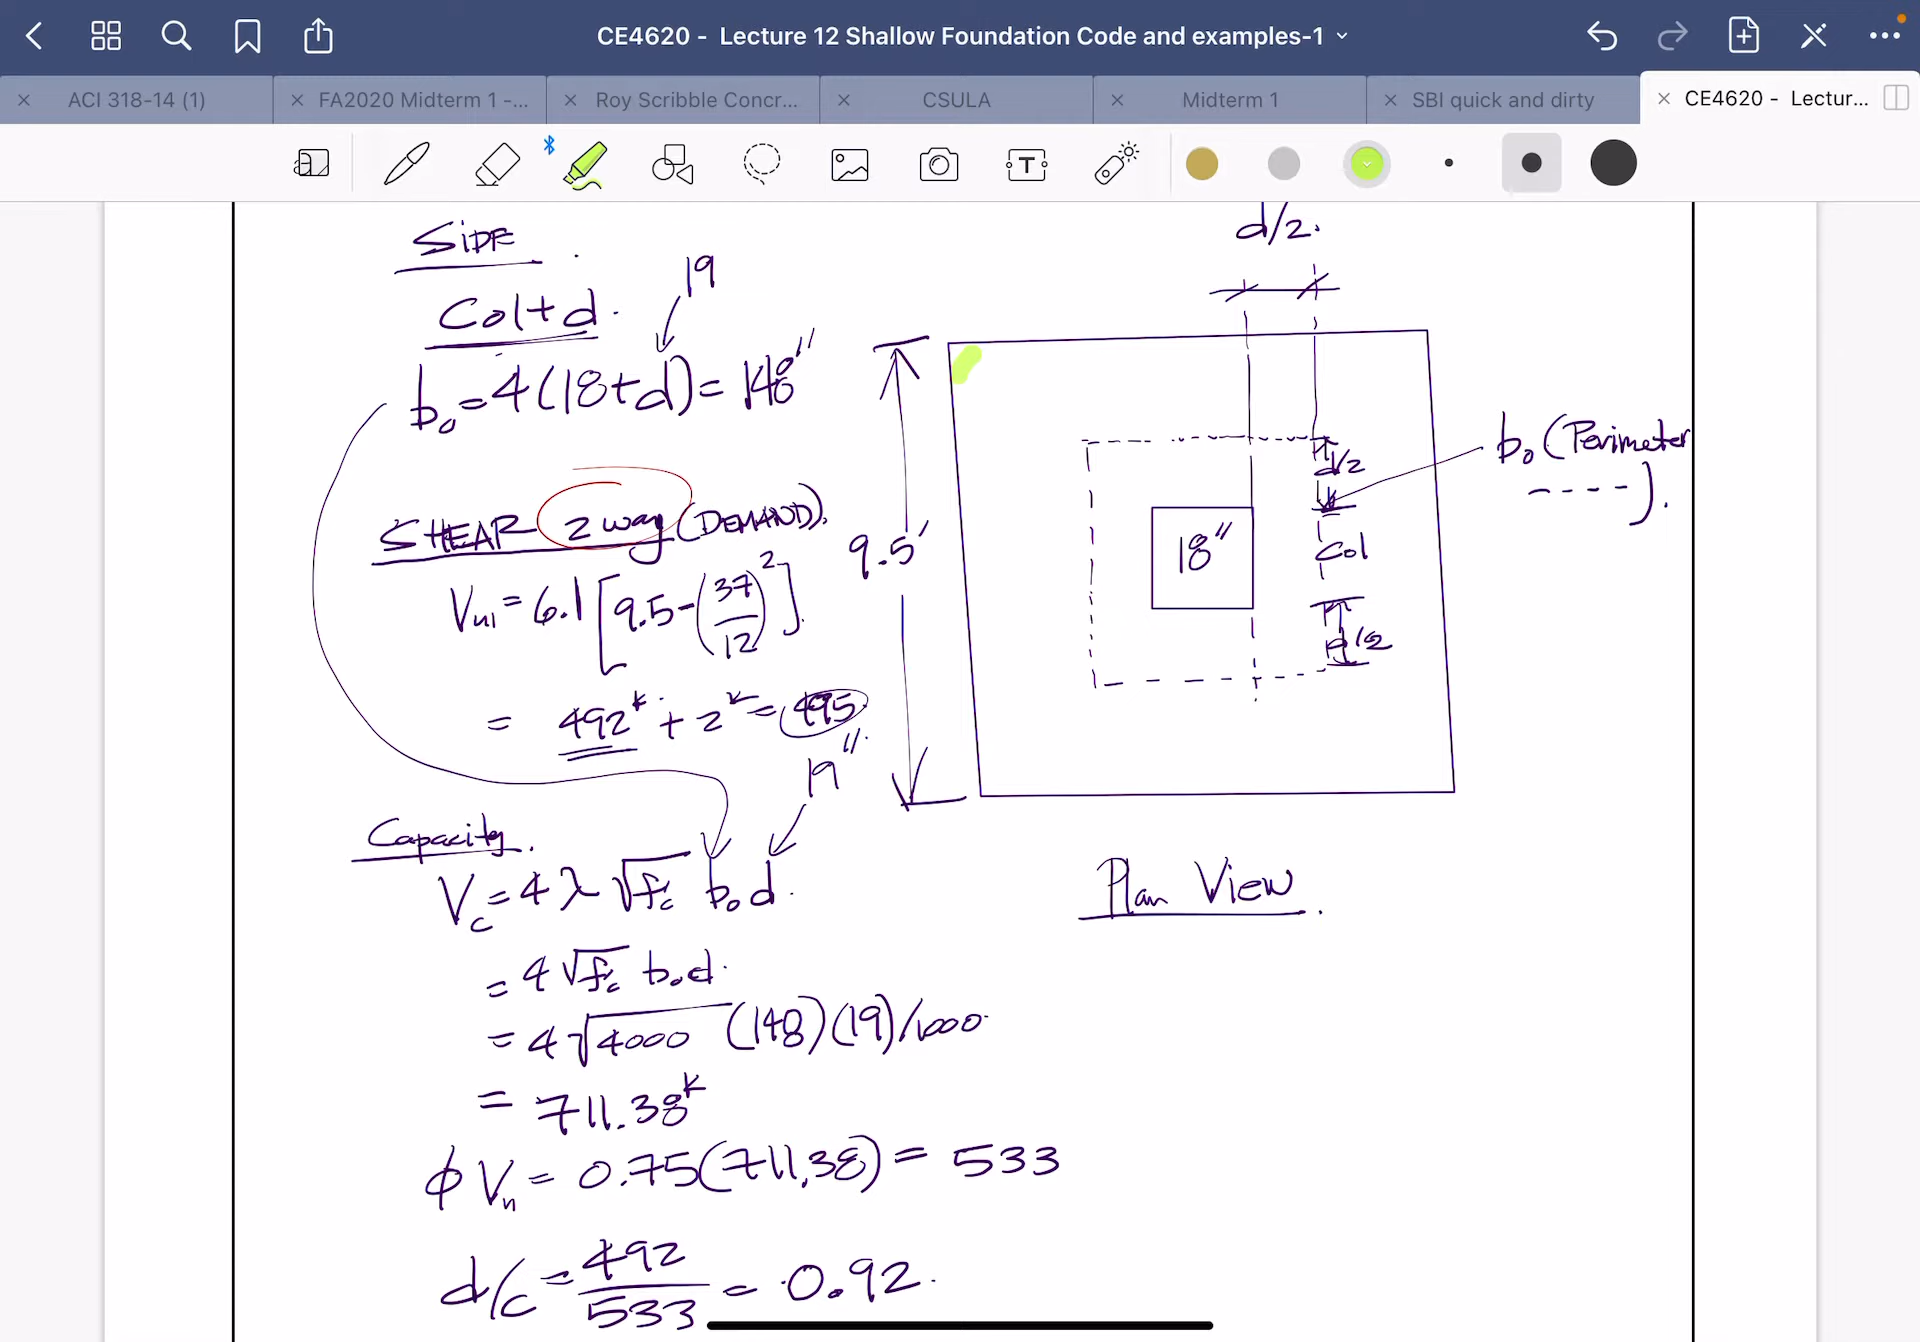 CE4620 - Lecture 12 Shallow Foundation Code and examples-1
ACI 318-14 (1)
FA2020 Midterm 1 -...
Roy Scribble Concr...
CSULA
Midterm 1
SBI quick and dirty
CE4620 - Lectur...
SIDE
Col + d.
19
b₀ = 4(18+d) = 148"
SHEAR 2 way (DEMAND).
Vu1 = 6.1 [9.5 - (37/12)²].
= 492ᵏ + 2ᵏ = 495
19".
Capacity.
Vc = 4 λ √f'c b₀ d.
= 4 √f'c b₀d.
= 4√4000 (148)(19)/1000.
= 711.38ᵏ
φ Vn = 0.75(711.38) = 533
d/c = 492/533 = 0.92.
d/2.
9.5'
18"
d/2
Col
d/2
b₀ (Perimeter
----).
Plan View.